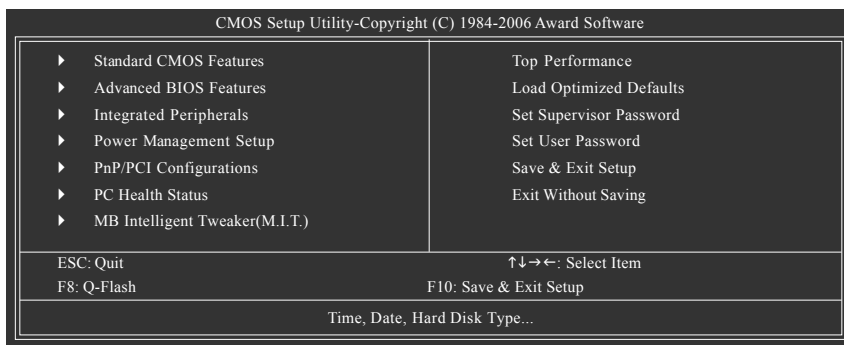 CMOS Setup Utility-Copyright (C) 1984-2006 Award Software
Standard CMOS Features
Advanced BIOS Features
Integrated Peripherals
Power Management Setup
PnP/PCI Configurations
PC Health Status
MB Intelligent Tweaker(M.I.T.)
Top Performance
Load Optimized Defaults
Set Supervisor Password
Set User Password
Save & Exit Setup
Exit Without Saving
ESC: Quit
↑↓→←: Select Item
F8: Q-Flash
F10: Save & Exit Setup
Time, Date, Hard Disk Type...